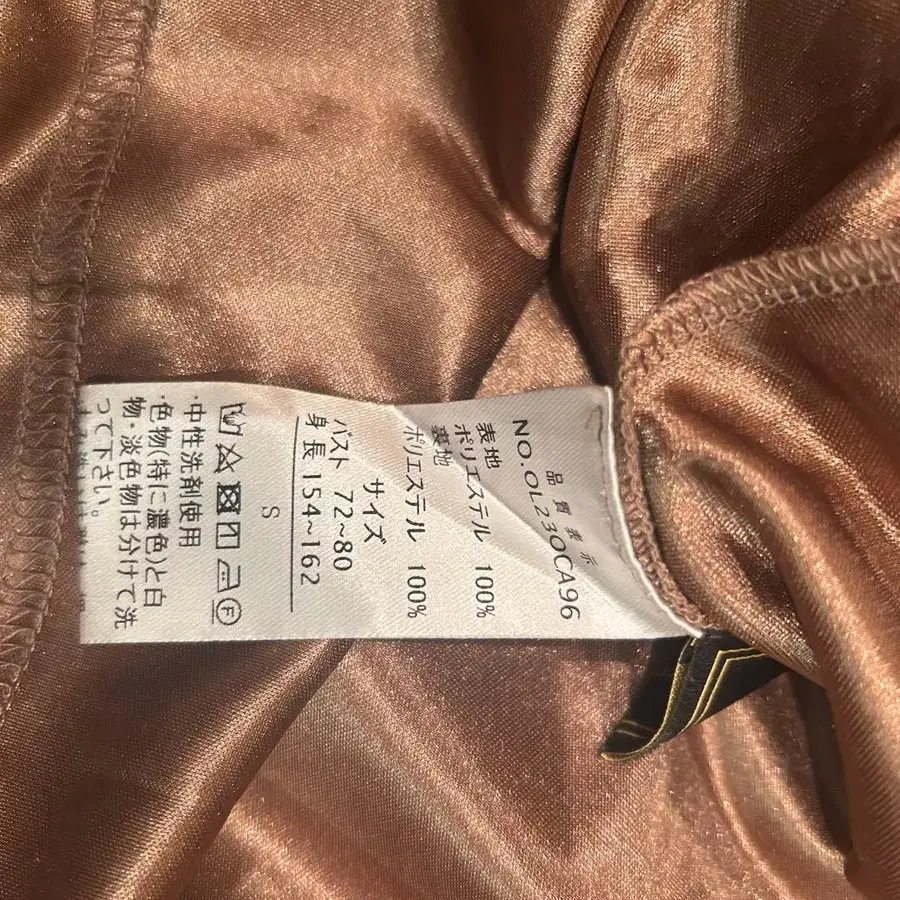 品質表示
NO.OL23OCA96
表地
ポリエステル 100%
裏地
ポリエステル 100%
サイズ
バスト 72~80
身長 154~162
S
・中性洗剤使用
・色物(特に濃色)と白
物・淡色物は分けて洗
って下さい。